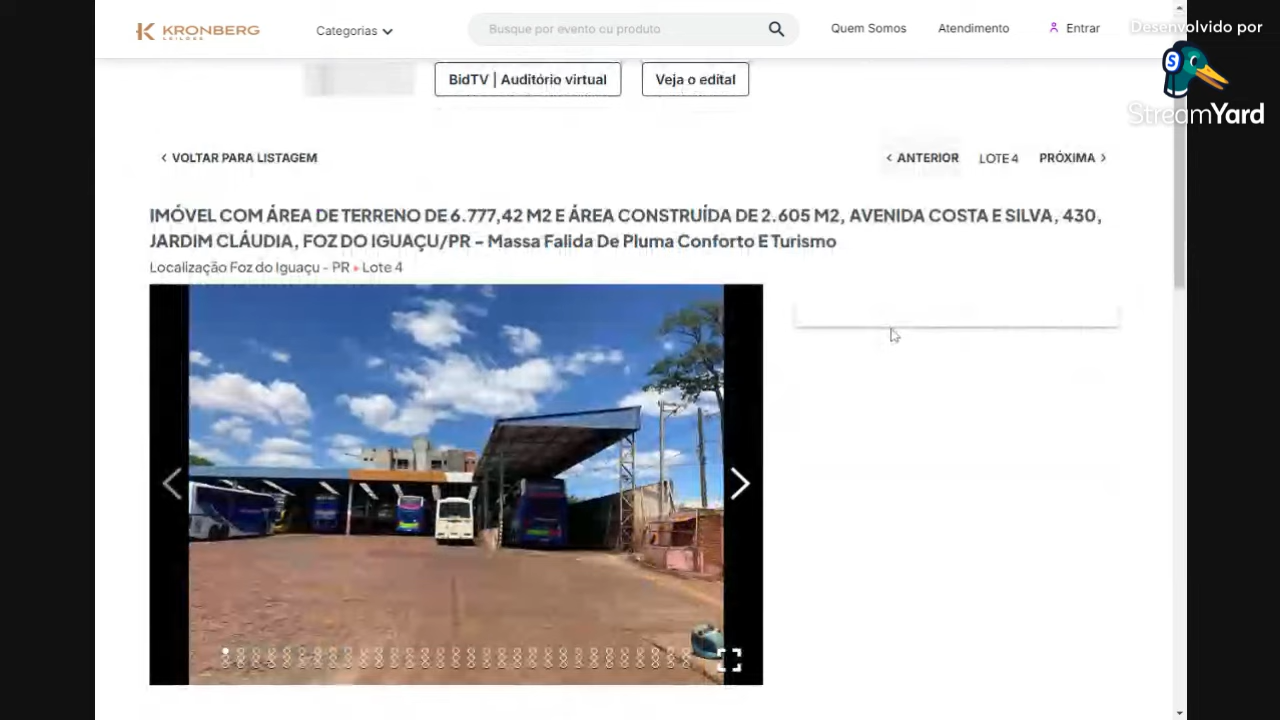 KRONBERG
LEILÕES
Categorias
Busque por evento ou produto
Quem Somos
Atendimento
Entrar
Desenvolvido por
S
StreamYard
BidTV | Auditório virtual
Veja o edital
VOLTAR PARA LISTAGEM
ANTERIOR
LOTE 4
PRÓXIMA
IMÓVEL COM ÁREA DE TERRENO DE 6.777,42 M2 E ÁREA CONSTRUÍDA DE 2.605 M2, AVENIDA COSTA E SILVA, 430,
JARDIM CLÁUDIA, FOZ DO IGUAÇU/PR - Massa Falida De Pluma Conforto E Turismo
Localização Foz do Iguaçu - PR • Lote 4